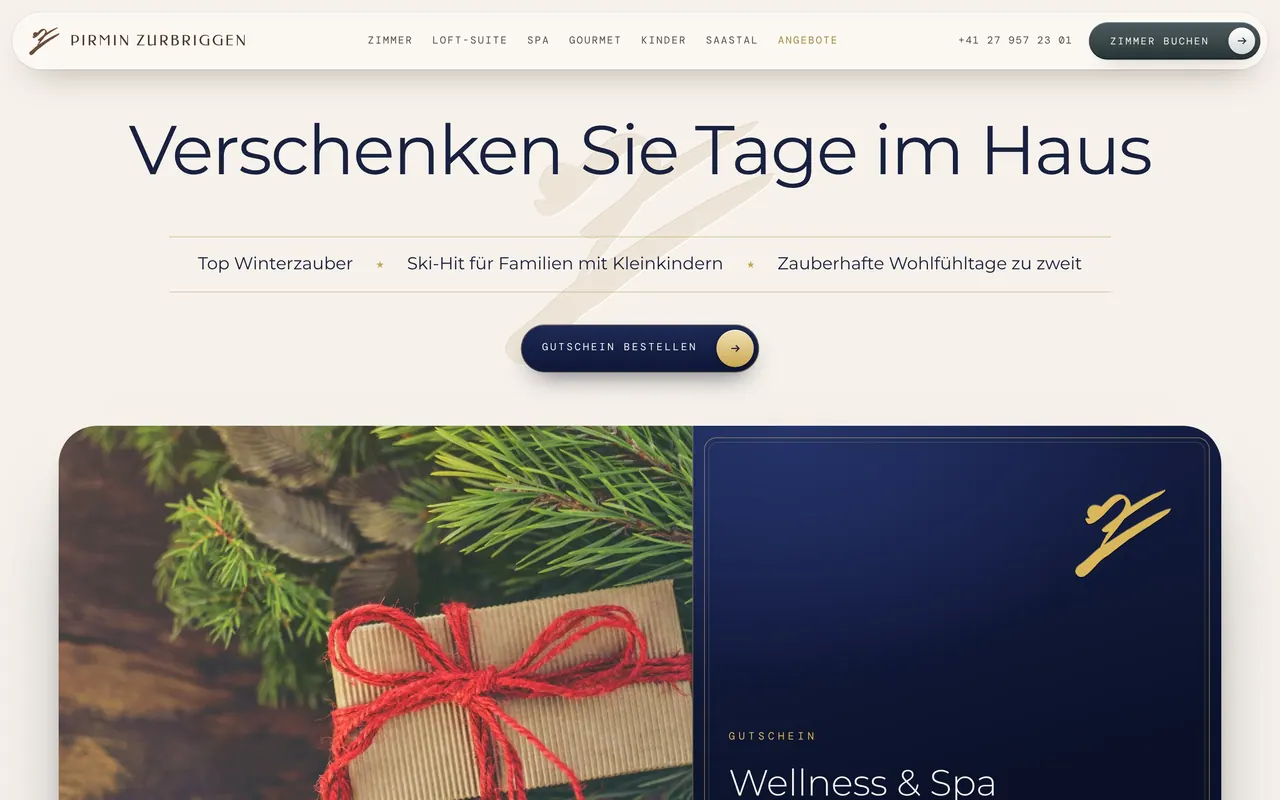 PIRMIN ZURBRIGGEN
ZIMMER LOFT-SUITE SPA GOURMET KINDER SAASTAL ANGEBOTE
+41 27 957 23 01
ZIMMER BUCHEN →
Verschenken Sie Tage im Haus
Top Winterzauber ★ Ski-Hit für Familien mit Kleinkindern ★ Zauberhafte Wohlfühltage zu zweit
GUTSCHEIN BESTELLEN →
GUTSCHEIN
Wellness & Spa